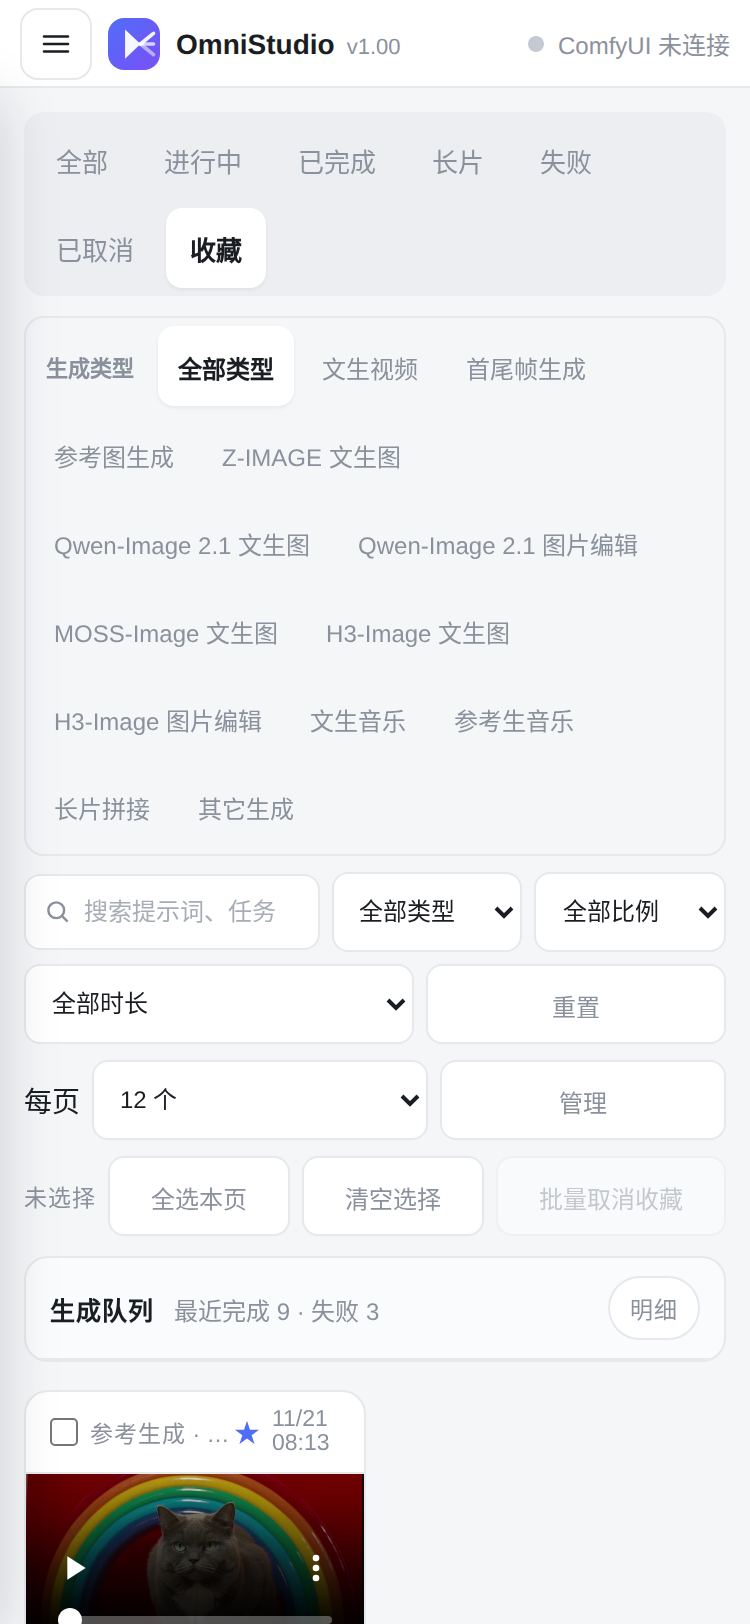 OmniStudio v1.00 ComfyUI 未连接
全部 进行中 已完成 长片 失败
已取消 收藏
生成类型 全部类型 文生视频 首尾帧生成
参考图生成 Z-IMAGE 文生图
Qwen-Image 2.1 文生图 Qwen-Image 2.1 图片编辑
MOSS-Image 文生图 H3-Image 文生图
H3-Image 图片编辑 文生音乐 参考生音乐
长片拼接 其它生成
搜索提示词、任务 全部类型 全部比例
全部时长 重置
每页 12 个 管理
未选择 全选本页 清空选择 批量取消收藏
生成队列 最近完成 9 · 失败 3 明细
参考生成 · … 11/21
08:13